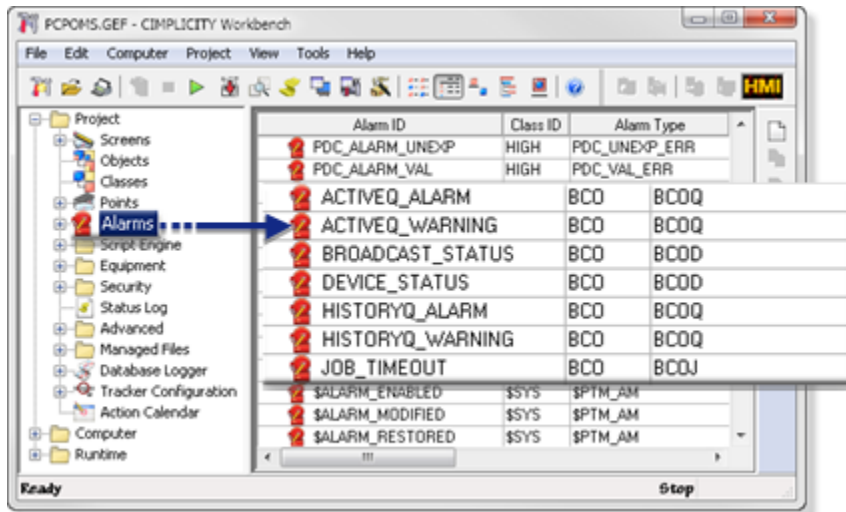 PCPOMS.GEF - CIMPLICITY Workbench
File Edit Computer Project View Tools Help
HMI
Project
Screens
Objects
Classes
Points
Alarms
Script Engine
Equipment
Security
Status Log
Advanced
Managed Files
Database Logger
Tracker Configuration
Action Calendar
Computer
Runtime
Alarm ID Class ID Alarm Type
PDC_ALARM_UNEXP HIGH PDC_UNEXP_ERR
PDC_ALARM_VAL HIGH PDC_VAL_ERR
ACTIVEQ_ALARM BCO BCOQ
ACTIVEQ_WARNING BCO BCOQ
BROADCAST_STATUS BCO BCOD
DEVICE_STATUS BCO BCOD
HISTORYQ_ALARM BCO BCOQ
HISTORYQ_WARNING BCO BCOQ
JOB_TIMEOUT BCO BCOJ
$ALARM_ENABLED $SYS $PTM_AM
$ALARM_MODIFIED $SYS $PTM_AM
$ALARM_RESTORED $SYS $PTM_AM
Ready Stop